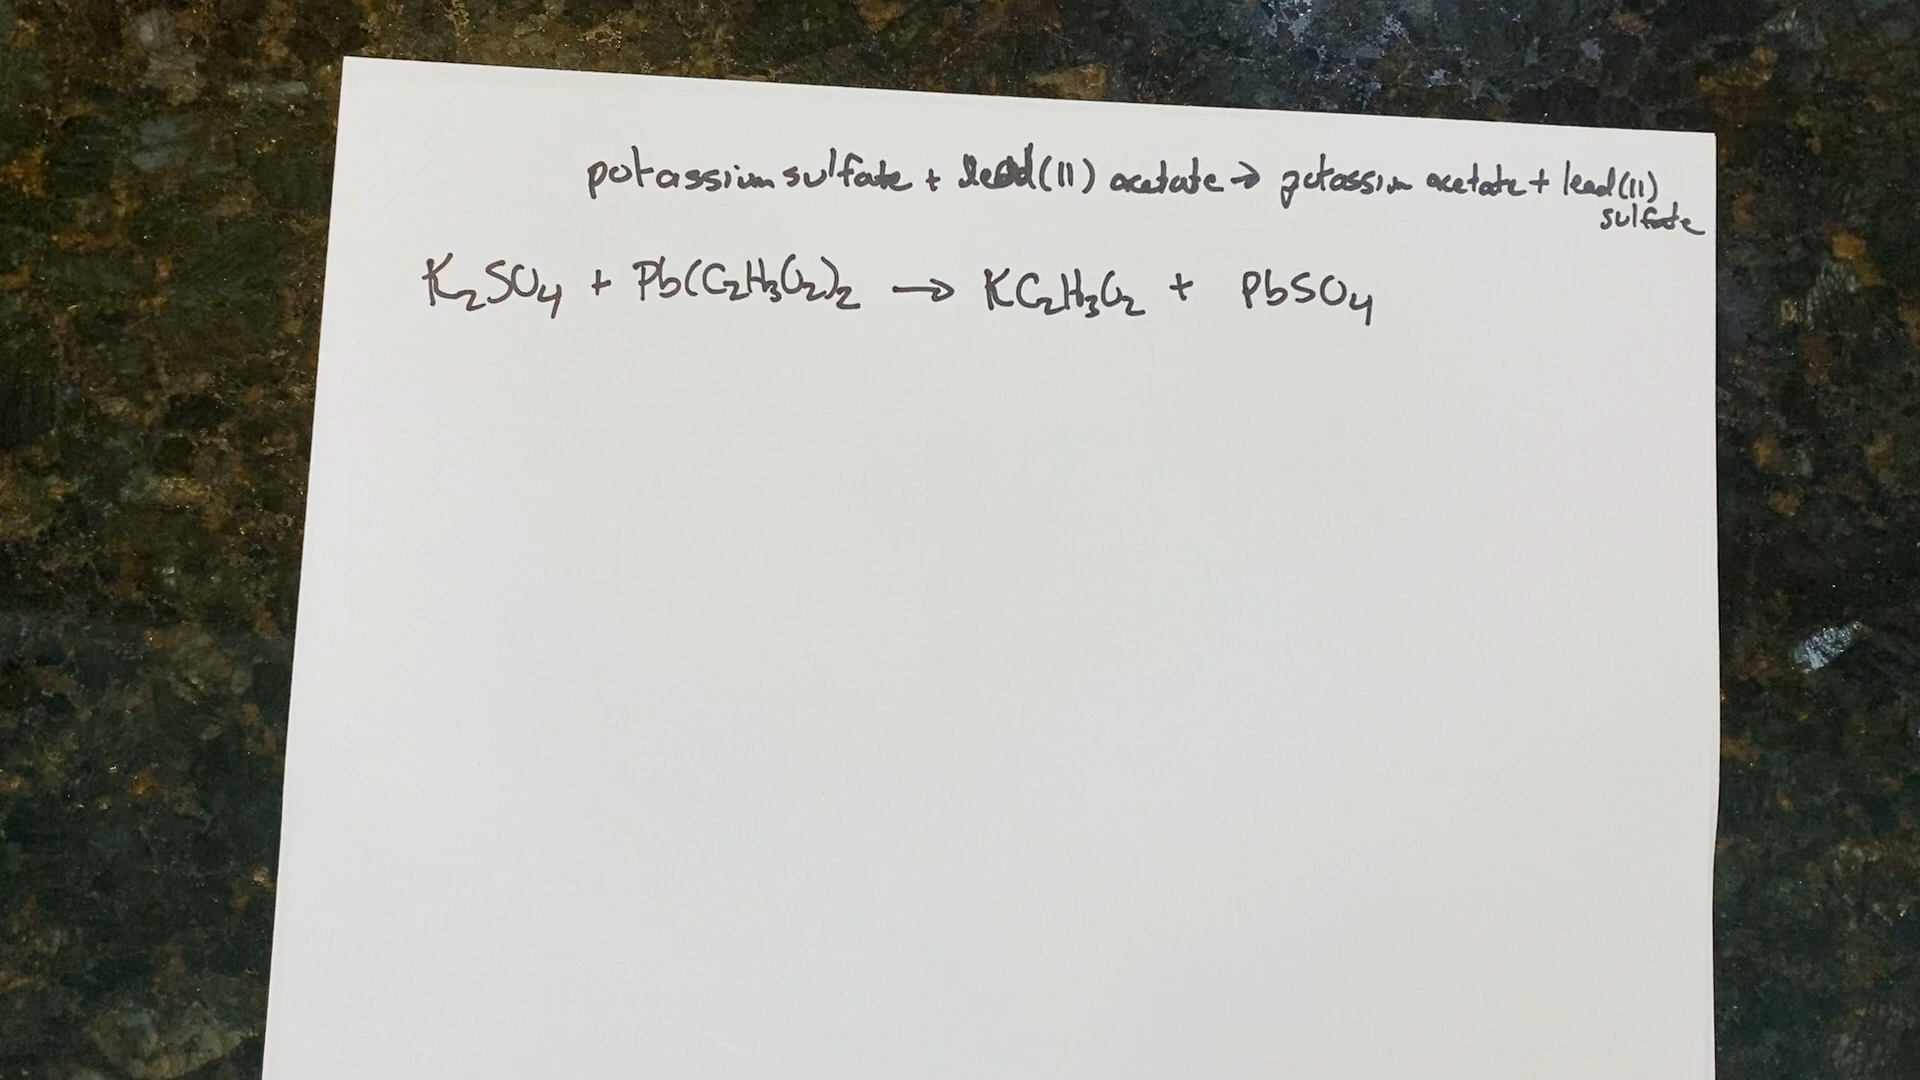 potassium sulfate + lead(II) acetate → potassium acetate + lead(II)
sulfate
K₂SO₄ + Pb(C₂H₃O₂)₂ → KC₂H₃O₂ + PbSO₄